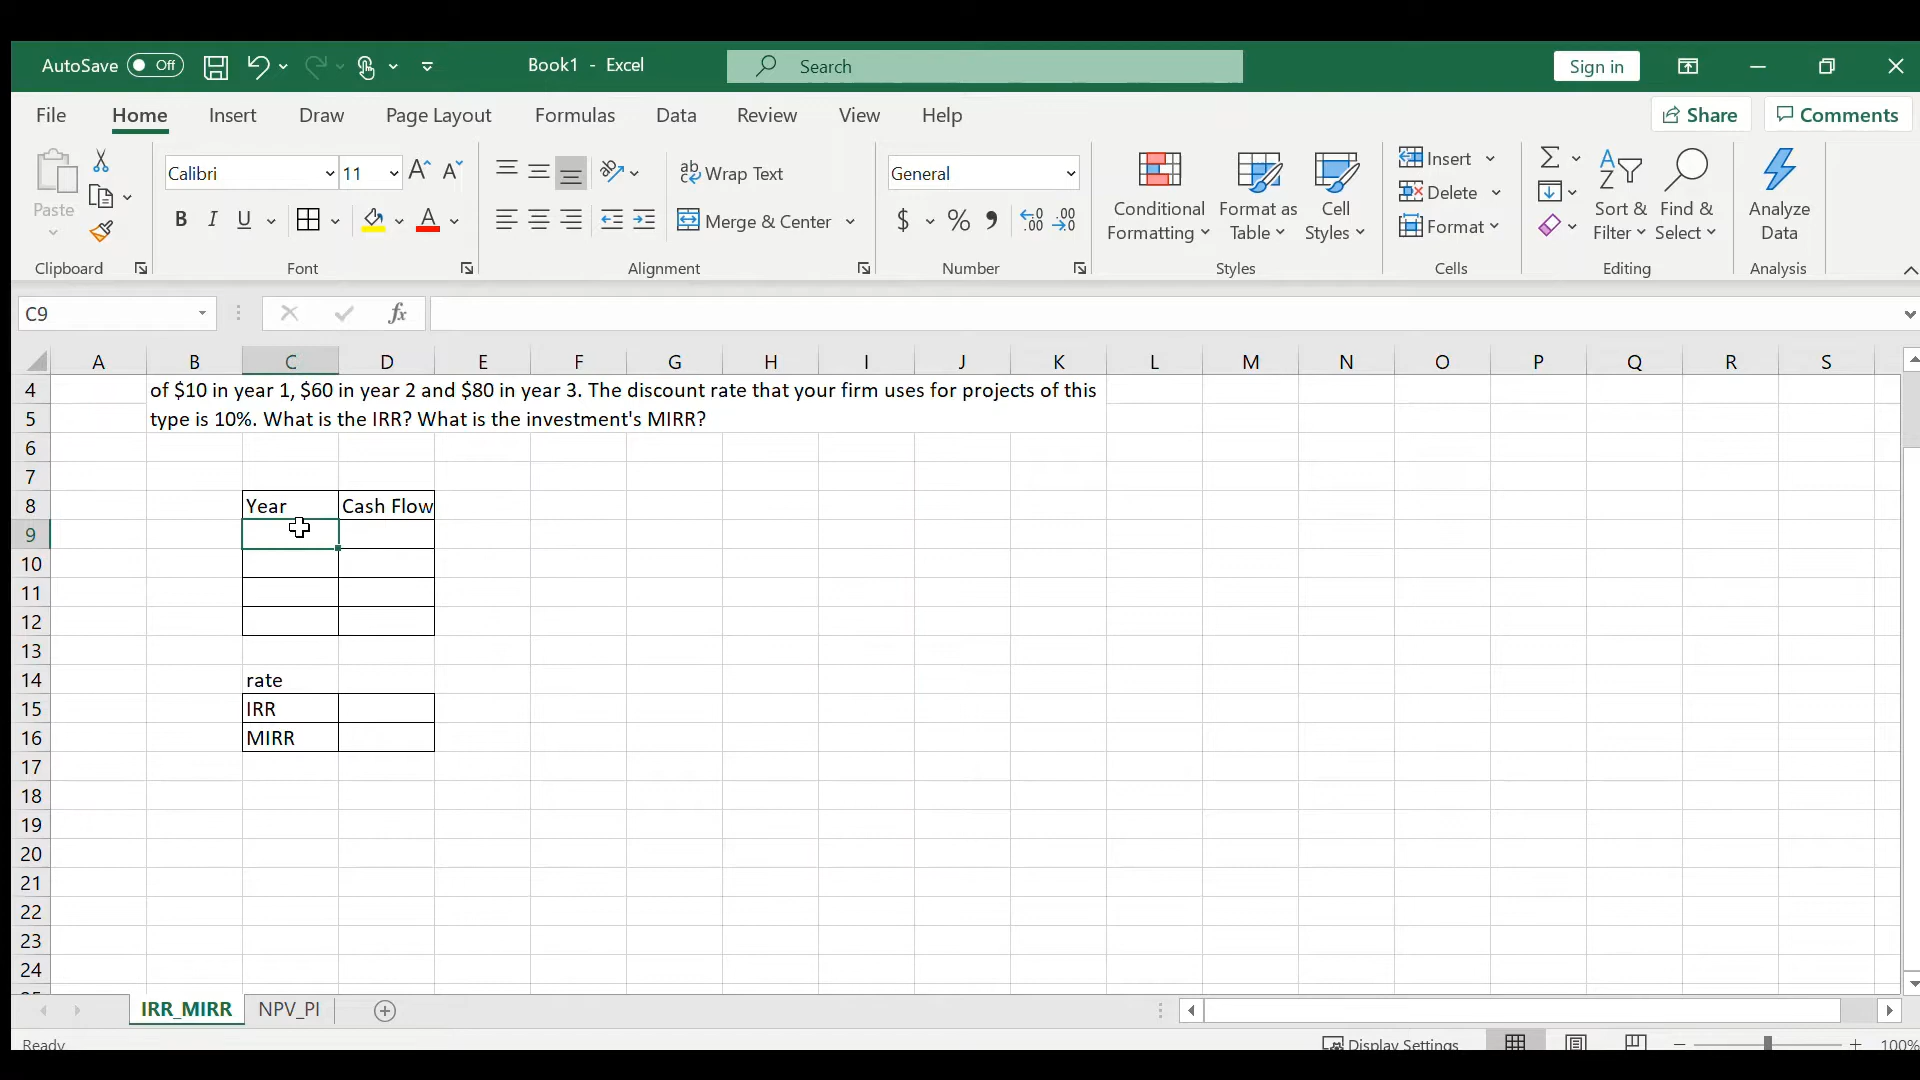 AutoSave Off Book1 - Excel Search Sign in
File Home Insert Draw Page Layout Formulas Data Review View Help Share Comments
Paste Calibri 11 Wrap Text General Conditional Formatting Format as Table Cell Styles Insert Sort & Filter Find & Select Analyze Data
B I U A Merge & Center $ % Delete
Format
Clipboard Font Alignment Number Styles Cells Editing Analysis
C9 fx
A B C D E F G H I J K L M N O P Q R S
4 of $10 in year 1, $60 in year 2 and $80 in year 3. The discount rate that your firm uses for projects of this
5 type is 10%. What is the IRR? What is the investment's MIRR?
6
7
8 Year Cash Flow
9
10
11
12
13
14 rate
15 IRR
16 MIRR
17
18
19
20
21
22
23
24
IRR_MIRR NPV_PI
Ready Display Settings 100%